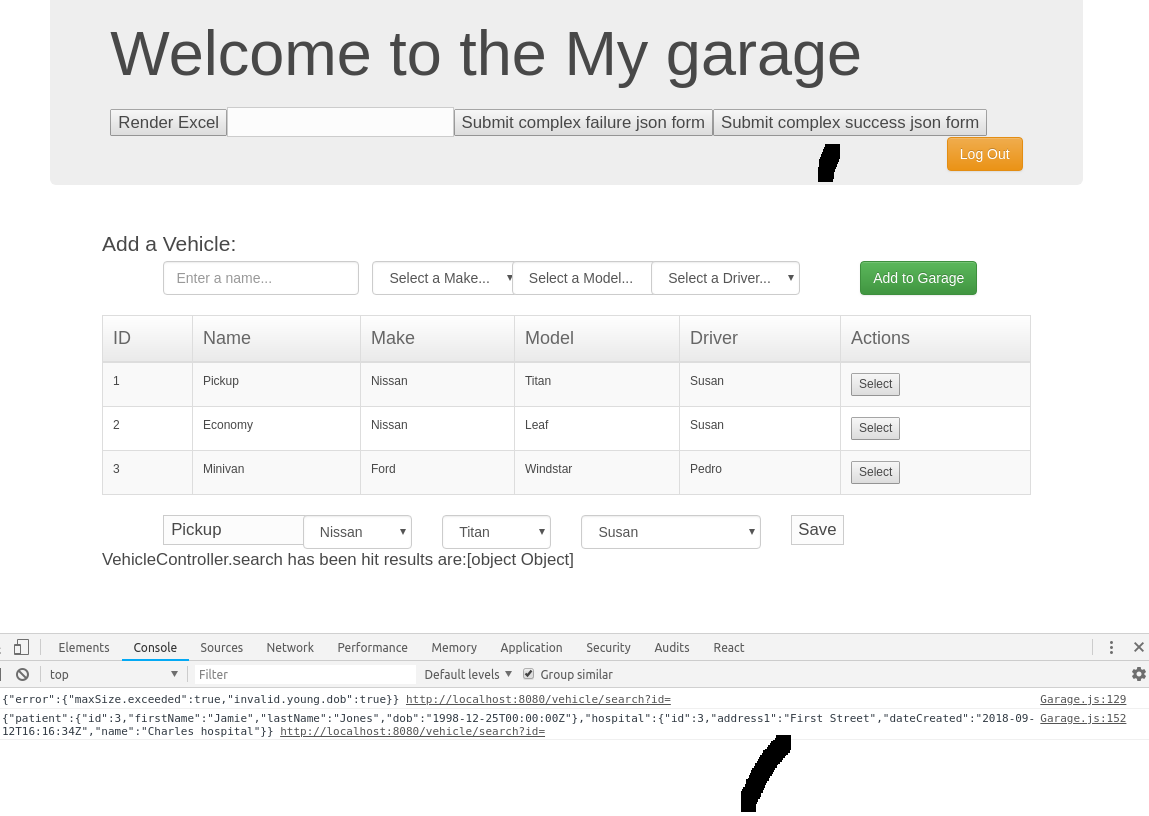 Welcome to the My garage
Render Excel Submit complex failure json form Submit complex success json form
Log Out
Add a Vehicle:
Enter a name... Select a Make... Select a Model... Select a Driver... Add to Garage
ID Name Make Model Driver Actions
1 Pickup Nissan Titan Susan Select
2 Economy Nissan Leaf Susan Select
3 Minivan Ford Windstar Pedro Select
Pickup Nissan Titan Susan Save
VehicleController.search has been hit results are:[object Object]
Elements Console Sources Network Performance Memory Application Security Audits React
top Filter Default levels Group similar
{"error":{"maxSize.exceeded":true,"invalid.young.dob":true}} http://localhost:8080/vehicle/search?id= Garage.js:129
{"patient":{"id":3,"firstName":"Jamie","lastName":"Jones","dob":"1998-12-25T00:00:00Z"},"hospital":{"id":3,"address1":"First Street","dateCreated":"2018-09- Garage.js:152
12T16:16:34Z","name":"Charles hospital"}} http://localhost:8080/vehicle/search?id=